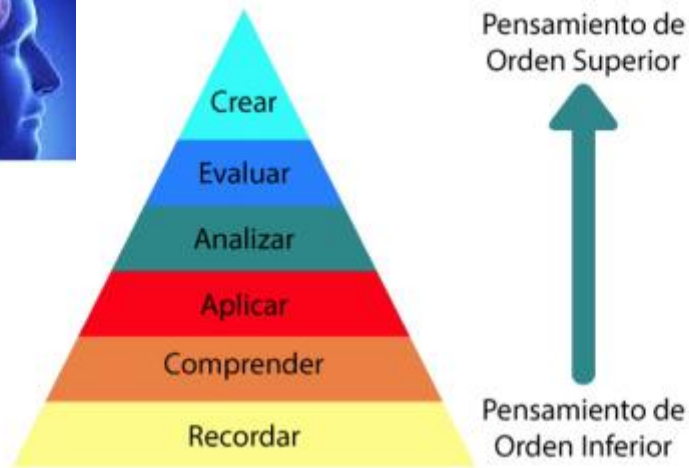 Pensamiento de
Orden Superior
Crear
Evaluar
Analizar
Aplicar
Comprender
Recordar
Pensamiento de
Orden Inferior